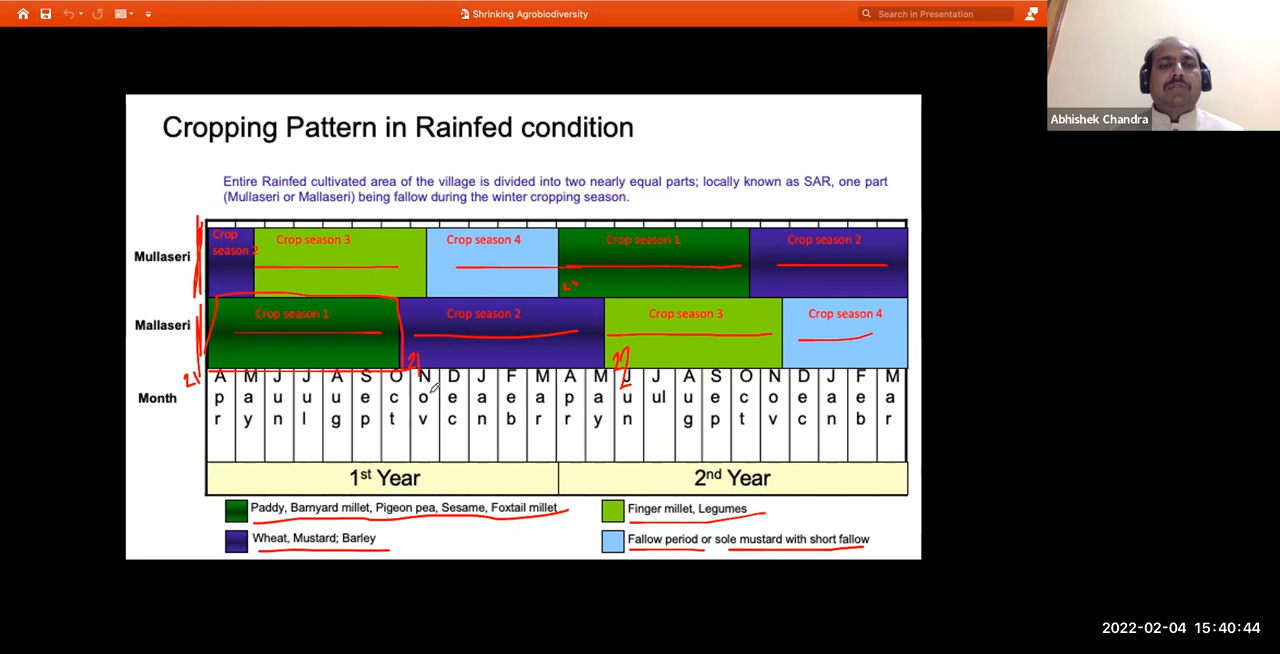 Shrinking Agrobiodiversity
Search in Presentation
Abhishek Chandra
Cropping Pattern in Rainfed condition
Entire Rainfed cultivated area of the village is divided into two nearly equal parts; locally known as SAR, one part
(Mullaseri or Mallaseri) being fallow during the winter cropping season.
Mullaseri
Crop season 2
Crop season 3
Crop season 4
Crop season 1
Crop season 2
Mallaseri
Crop season 1
Crop season 2
Crop season 3
Crop season 4
21
21
22
Month
Apr May Jun Jul Aug Sep Oct Nov Dec Jan Feb Mar Apr May Jun Jul Aug Sep Oct Nov Dec Jan Feb Mar
1st Year
2nd Year
Paddy, Barnyard millet, Pigeon pea, Sesame, Foxtail millet
Finger millet, Legumes
Wheat, Mustard; Barley
Fallow period or sole mustard with short fallow
2022-02-04 15:40:44